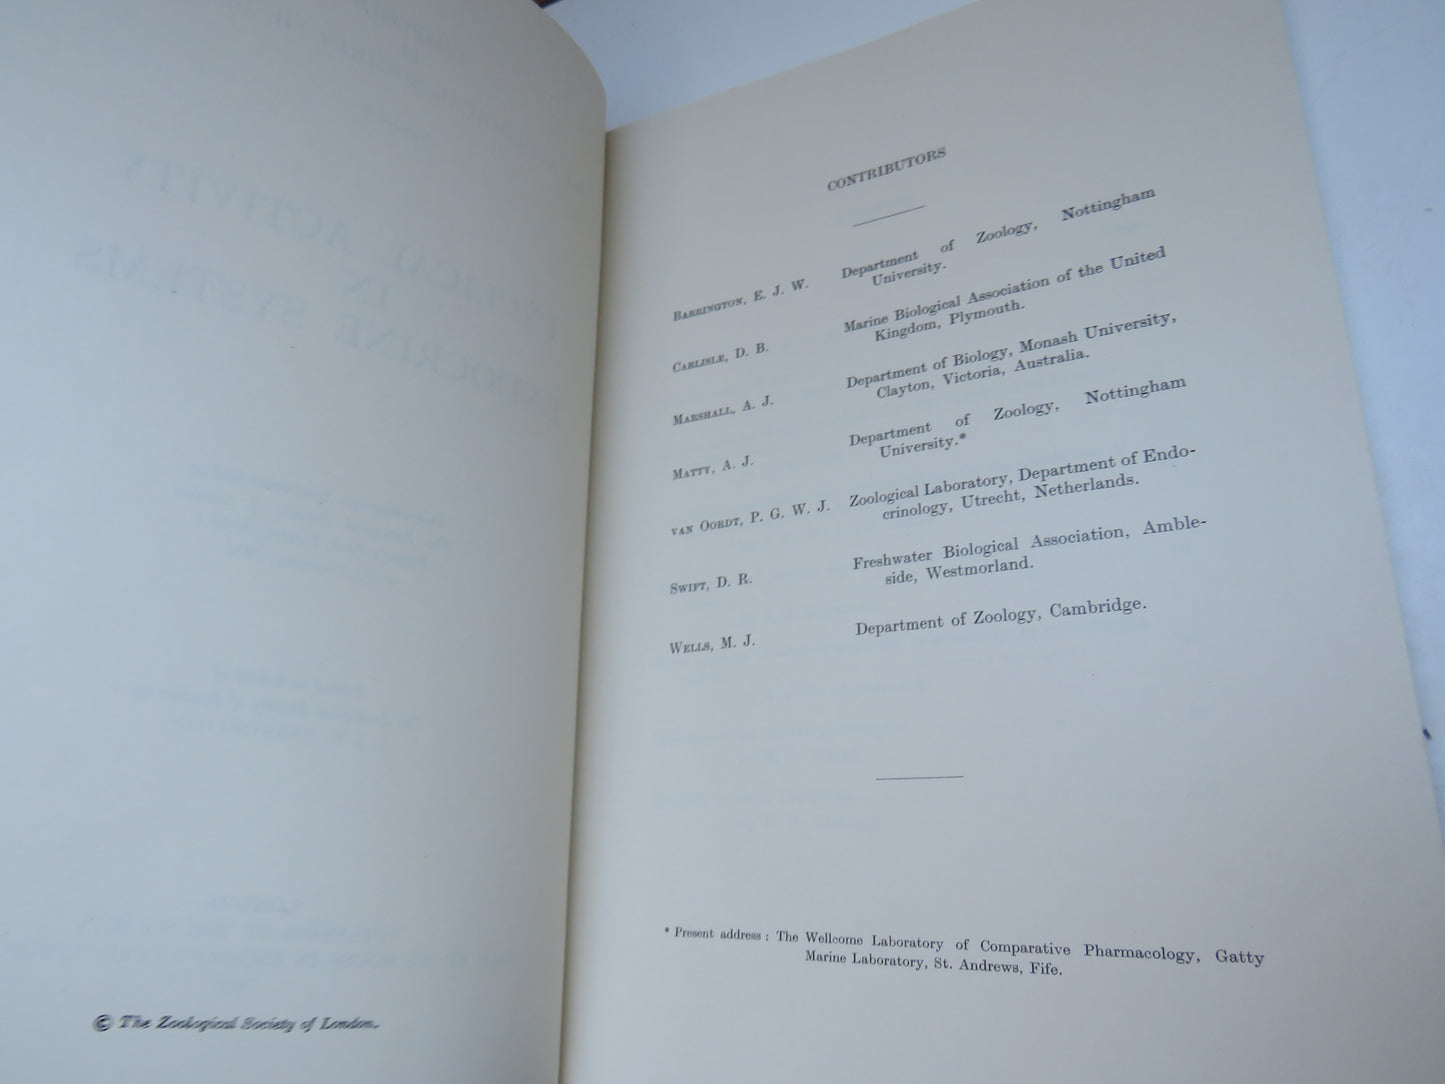 © The Zoological Society of London.
CONTRIBUTORS
BARRINGTON, E. J. W. Department of Zoology, Nottingham
University.
CARLISLE, D. B. Marine Biological Association of the United
Kingdom, Plymouth.
MARSHALL, A. J. Department of Biology, Monash University,
Clayton, Victoria, Australia.
MATTY, A. J. Department of Zoology, Nottingham
University.*
VAN OORDT, P. G. W. J. Zoological Laboratory, Department of Endo-
crinology, Utrecht, Netherlands.
SWIFT, D. R. Freshwater Biological Association, Amble-
side, Westmorland.
WELLS, M. J. Department of Zoology, Cambridge.
* Present address : The Wellcome Laboratory of Comparative Pharmacology, Gatty
Marine Laboratory, St. Andrews, Fife.